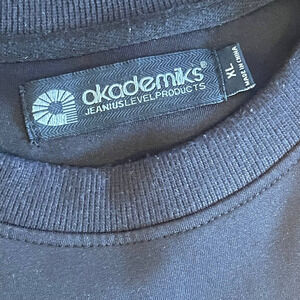 akademiks
JEANIUSLEVELPRODUCTS
XL
MADE IN CHINA